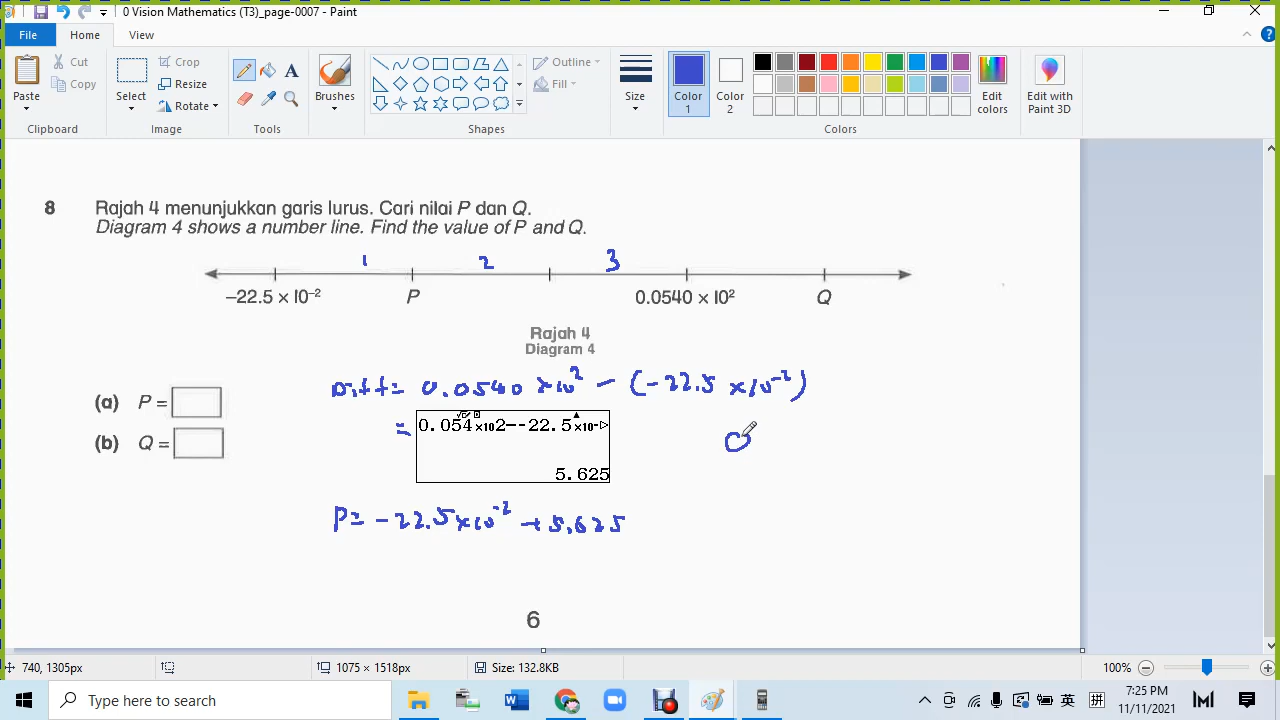 0 Vision Mathematics (T3)_page-0007 - Paint
File Home View
Paste Cut Copy Select Crop Resize Rotate Brushes Outline Fill Size Color 1 Color 2 Edit colors Edit with Paint 3D
Clipboard Image Tools Shapes Colors
8 Rajah 4 menunjukkan garis lurus. Cari nilai P dan Q.
Diagram 4 shows a number line. Find the value of P and Q.
1 2 3
−22.5 × 10⁻² P 0.0540 × 10² Q
Rajah 4
Diagram 4
Diff = 0.0540 × 10² − (−22.5 × 10⁻²)
(a) P =
= 0.054×102−-22.5×10-
(b) Q =
5.625
P = −22.5 × 10⁻² + 5.625
6
740, 1305px 1075 × 1518px Size: 132.8KB 100%
Type here to search
英 拼 7:25 PM
11/11/2021